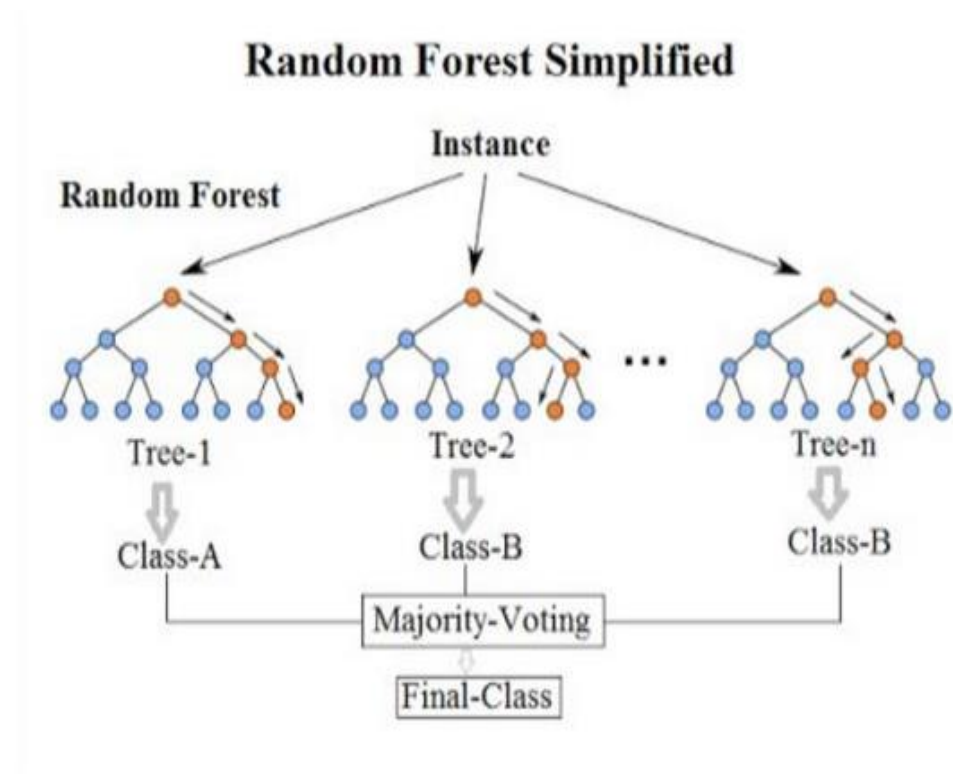 Random Forest Simplified
Instance
Random Forest
...
Tree-1
Tree-2
Tree-n
Class-A
Class-B
Class-B
Majority-Voting
Final-Class